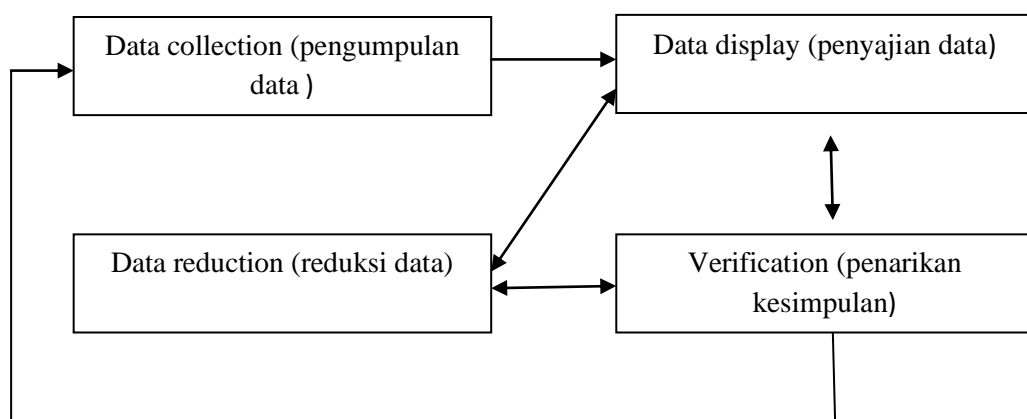 Data collection (pengumpulan
data )
Data display (penyajian data)
Data reduction (reduksi data)
Verification (penarikan
kesimpulan)